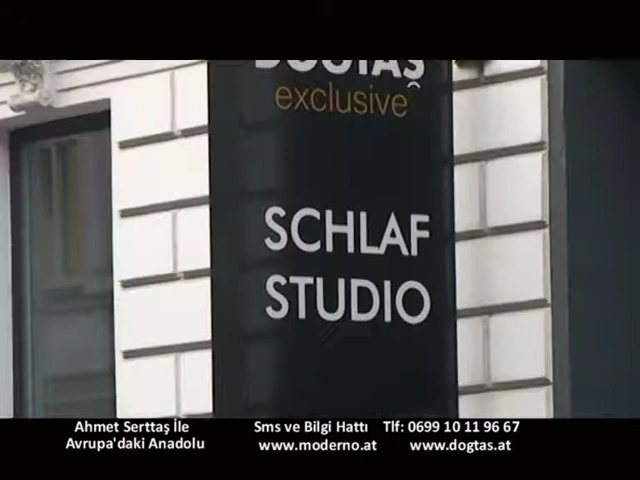 DOĞTAŞ
exclusive
SCHLAF
STUDIO
Ahmet Serttaş İle
Avrupa'daki Anadolu
Sms ve Bilgi Hattı Tlf: 0699 10 11 96 67
www.moderno.at www.dogtas.at